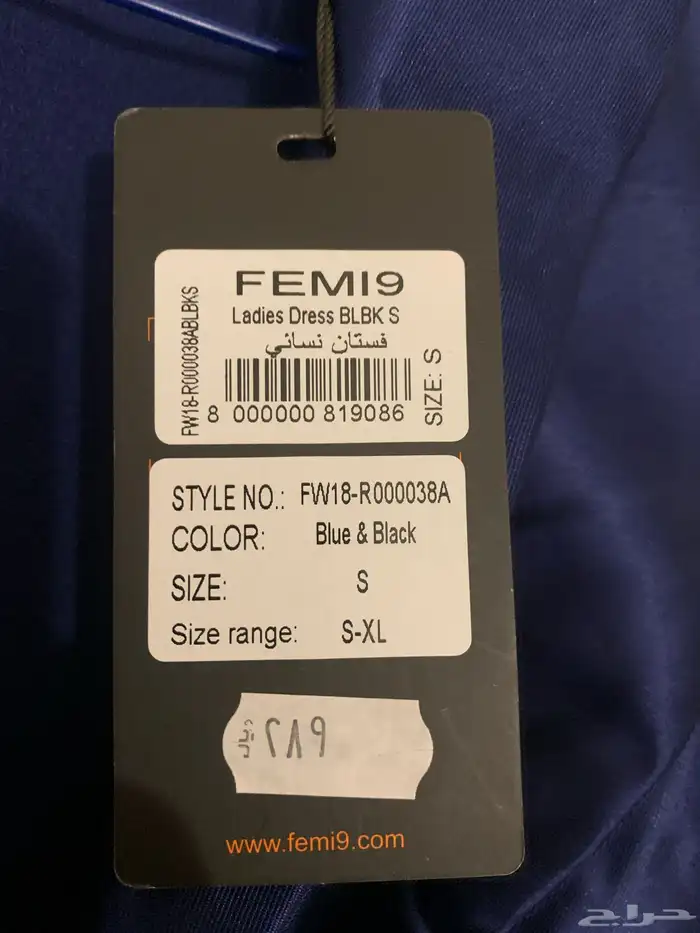 FEMI9
Ladies Dress BLBK S
فستان نسائي
8 000000 819086
FW18-R000038ABLBKS
SIZE: S
STYLE NO.: FW18-R000038A
COLOR: Blue & Black
SIZE: S
Size range: S-XL
٢٨٩ ريال
www.femi9.com
حراج